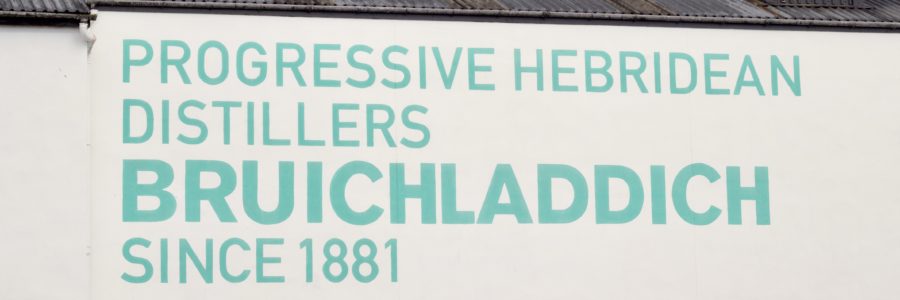 PROGRESSIVE HEBRIDEAN
DISTILLERS
BRUICHLADDICH
SINCE 1881